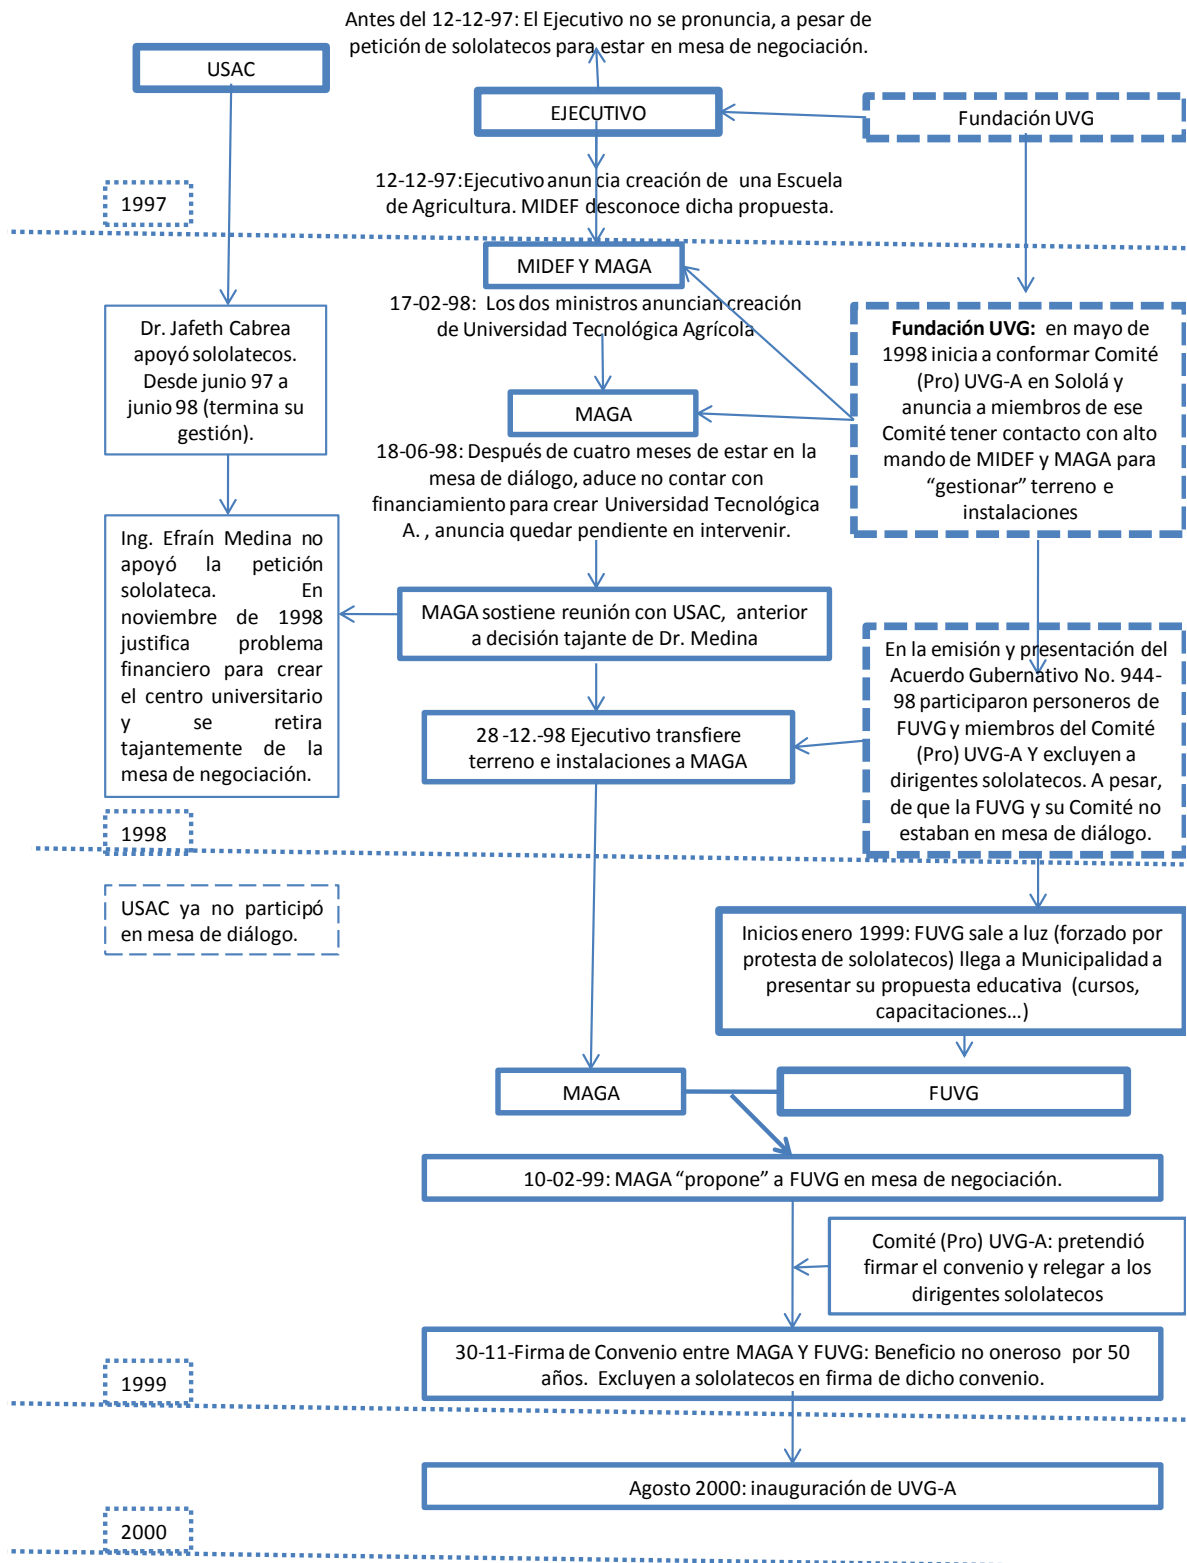 Antes del 12-12-97: El Ejecutivo no se pronuncia, a pesar de
petición de sololatecos para estar en mesa de negociación.
USAC
EJECUTIVO
Fundación UVG
12-12-97:Ejecutivo anuncia creación de una Escuela
de Agricultura. MIDEF desconoce dicha propuesta.
1997
MIDEF Y MAGA
17-02-98: Los dos ministros anuncian creación
de Universidad Tecnológica Agrícola
Dr. Jafeth Cabrea
apoyó sololatecos.
Desde junio 97 a
junio 98 (termina su
gestión).
Fundación UVG: en mayo de
1998 inicia a conformar Comité
(Pro) UVG-A en Sololá y
anuncia a miembros de ese
Comité tener contacto con alto
mando de MIDEF y MAGA para
“gestionar” terreno e
instalaciones
MAGA
18-06-98: Después de cuatro meses de estar en la
mesa de diálogo, aduce no contar con
financiamiento para crear Universidad Tecnológica
A. , anuncia quedar pendiente en intervenir.
Ing. Efraín Medina no
apoyó la petición
sololateca. En
noviembre de 1998
justifica problema
financiero para crear
el centro universitario
y se retira
tajantemente de la
mesa de negociación.
MAGA sostiene reunión con USAC, anterior
a decisión tajante de Dr. Medina
En la emisión y presentación del
Acuerdo Gubernativo No. 944-
98 participaron personeros de
FUVG y miembros del Comité
(Pro) UVG-A Y excluyen a
dirigentes sololatecos. A pesar,
de que la FUVG y su Comité no
estaban en mesa de diálogo.
28 -12.-98 Ejecutivo transfiere
terreno e instalaciones a MAGA
1998
USAC ya no participó
en mesa de diálogo.
Inicios enero 1999: FUVG sale a luz (forzado por
protesta de sololatecos) llega a Municipalidad a
presentar su propuesta educativa (cursos,
capacitaciones…)
MAGA
FUVG
10-02-99: MAGA “propone” a FUVG en mesa de negociación.
Comité (Pro) UVG-A: pretendió
firmar el convenio y relegar a los
dirigentes sololatecos
30-11-Firma de Convenio entre MAGA Y FUVG: Beneficio no oneroso por 50
años. Excluyen a sololatecos en firma de dicho convenio.
1999
Agosto 2000: inauguración de UVG-A
2000